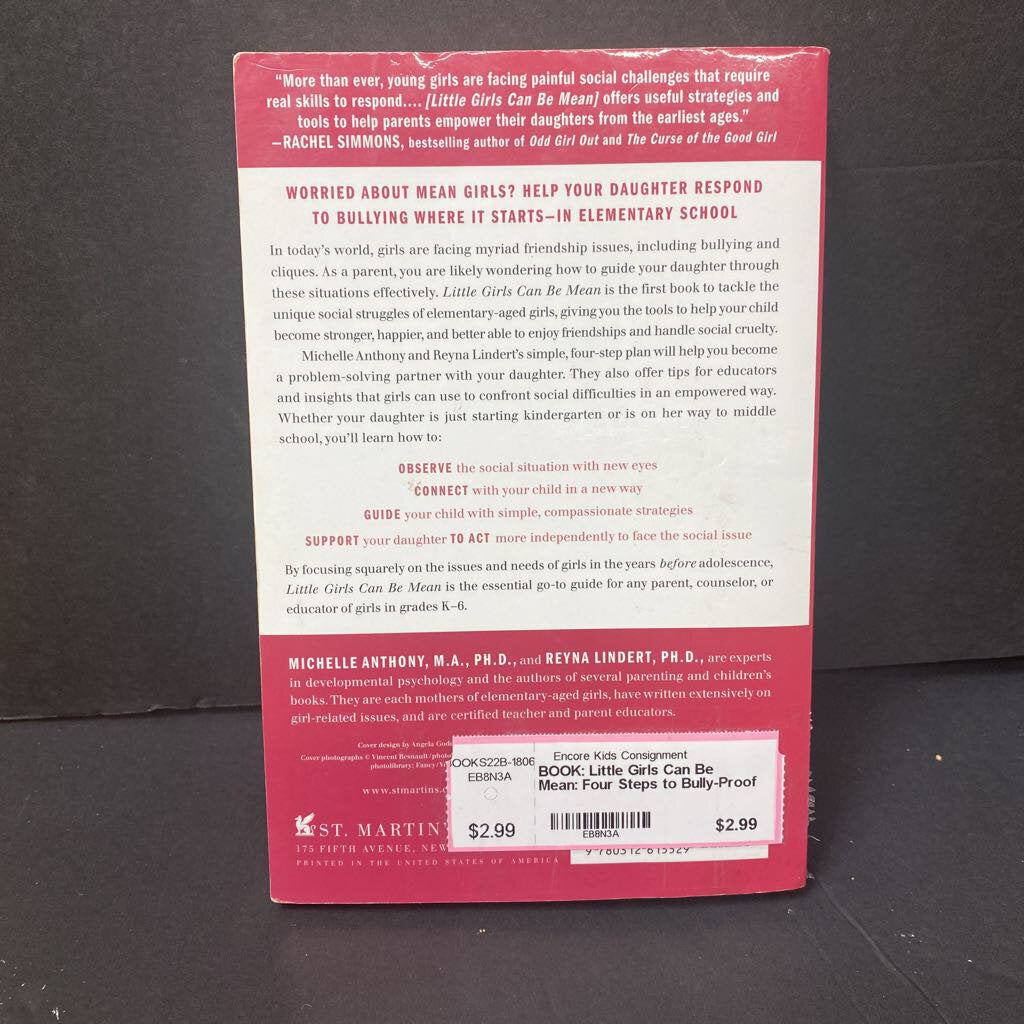 “More than ever, young girls are facing painful social challenges that require
real skills to respond.... [Little Girls Can Be Mean] offers useful strategies and
tools to help parents empower their daughters from the earliest ages.”
—RACHEL SIMMONS, bestselling author of Odd Girl Out and The Curse of the Good Girl
WORRIED ABOUT MEAN GIRLS? HELP YOUR DAUGHTER RESPOND
TO BULLYING WHERE IT STARTS—IN ELEMENTARY SCHOOL
In today’s world, girls are facing myriad friendship issues, including bullying and
cliques. As a parent, you are likely wondering how to guide your daughter through
these situations effectively. Little Girls Can Be Mean is the first book to tackle the
unique social struggles of elementary-aged girls, giving you the tools to help your child
become stronger, happier, and better able to enjoy friendships and handle social cruelty.
Michelle Anthony and Reyna Lindert’s simple, four-step plan will help you become
a problem-solving partner with your daughter. They also offer tips for educators
and insights that girls can use to confront social difficulties in an empowered way.
Whether your daughter is just starting kindergarten or is on her way to middle
school, you’ll learn how to:
OBSERVE the social situation with new eyes
CONNECT with your child in a new way
GUIDE your child with simple, compassionate strategies
SUPPORT your daughter TO ACT more independently to face the social issue
By focusing squarely on the issues and needs of girls in the years before adolescence,
Little Girls Can Be Mean is the essential go-to guide for any parent, counselor, or
educator of girls in grades K–6.
MICHELLE ANTHONY, M.A., PH.D., and REYNA LINDERT, PH.D., are experts
in developmental psychology and the authors of several parenting and children’s
books. They are each mothers of elementary-aged girls, have written extensively on
girl-related issues, and are certified teacher and parent educators.
Cover design by Angela
Cover photographs © Vincent Besnault/
photolibrary; Fancy/
www.stmartins.
ST. MARTIN’
175 FIFTH AVENUE, NEW
PRINTED IN THE UNITED STATES OF AMERICA
OOKS22B-1806
EB8N3A
$2.99
Encore Kids Consignment
BOOK: Little Girls Can Be
Mean: Four Steps to Bully-Proof
EB8N3A
$2.99
9 780312 615529